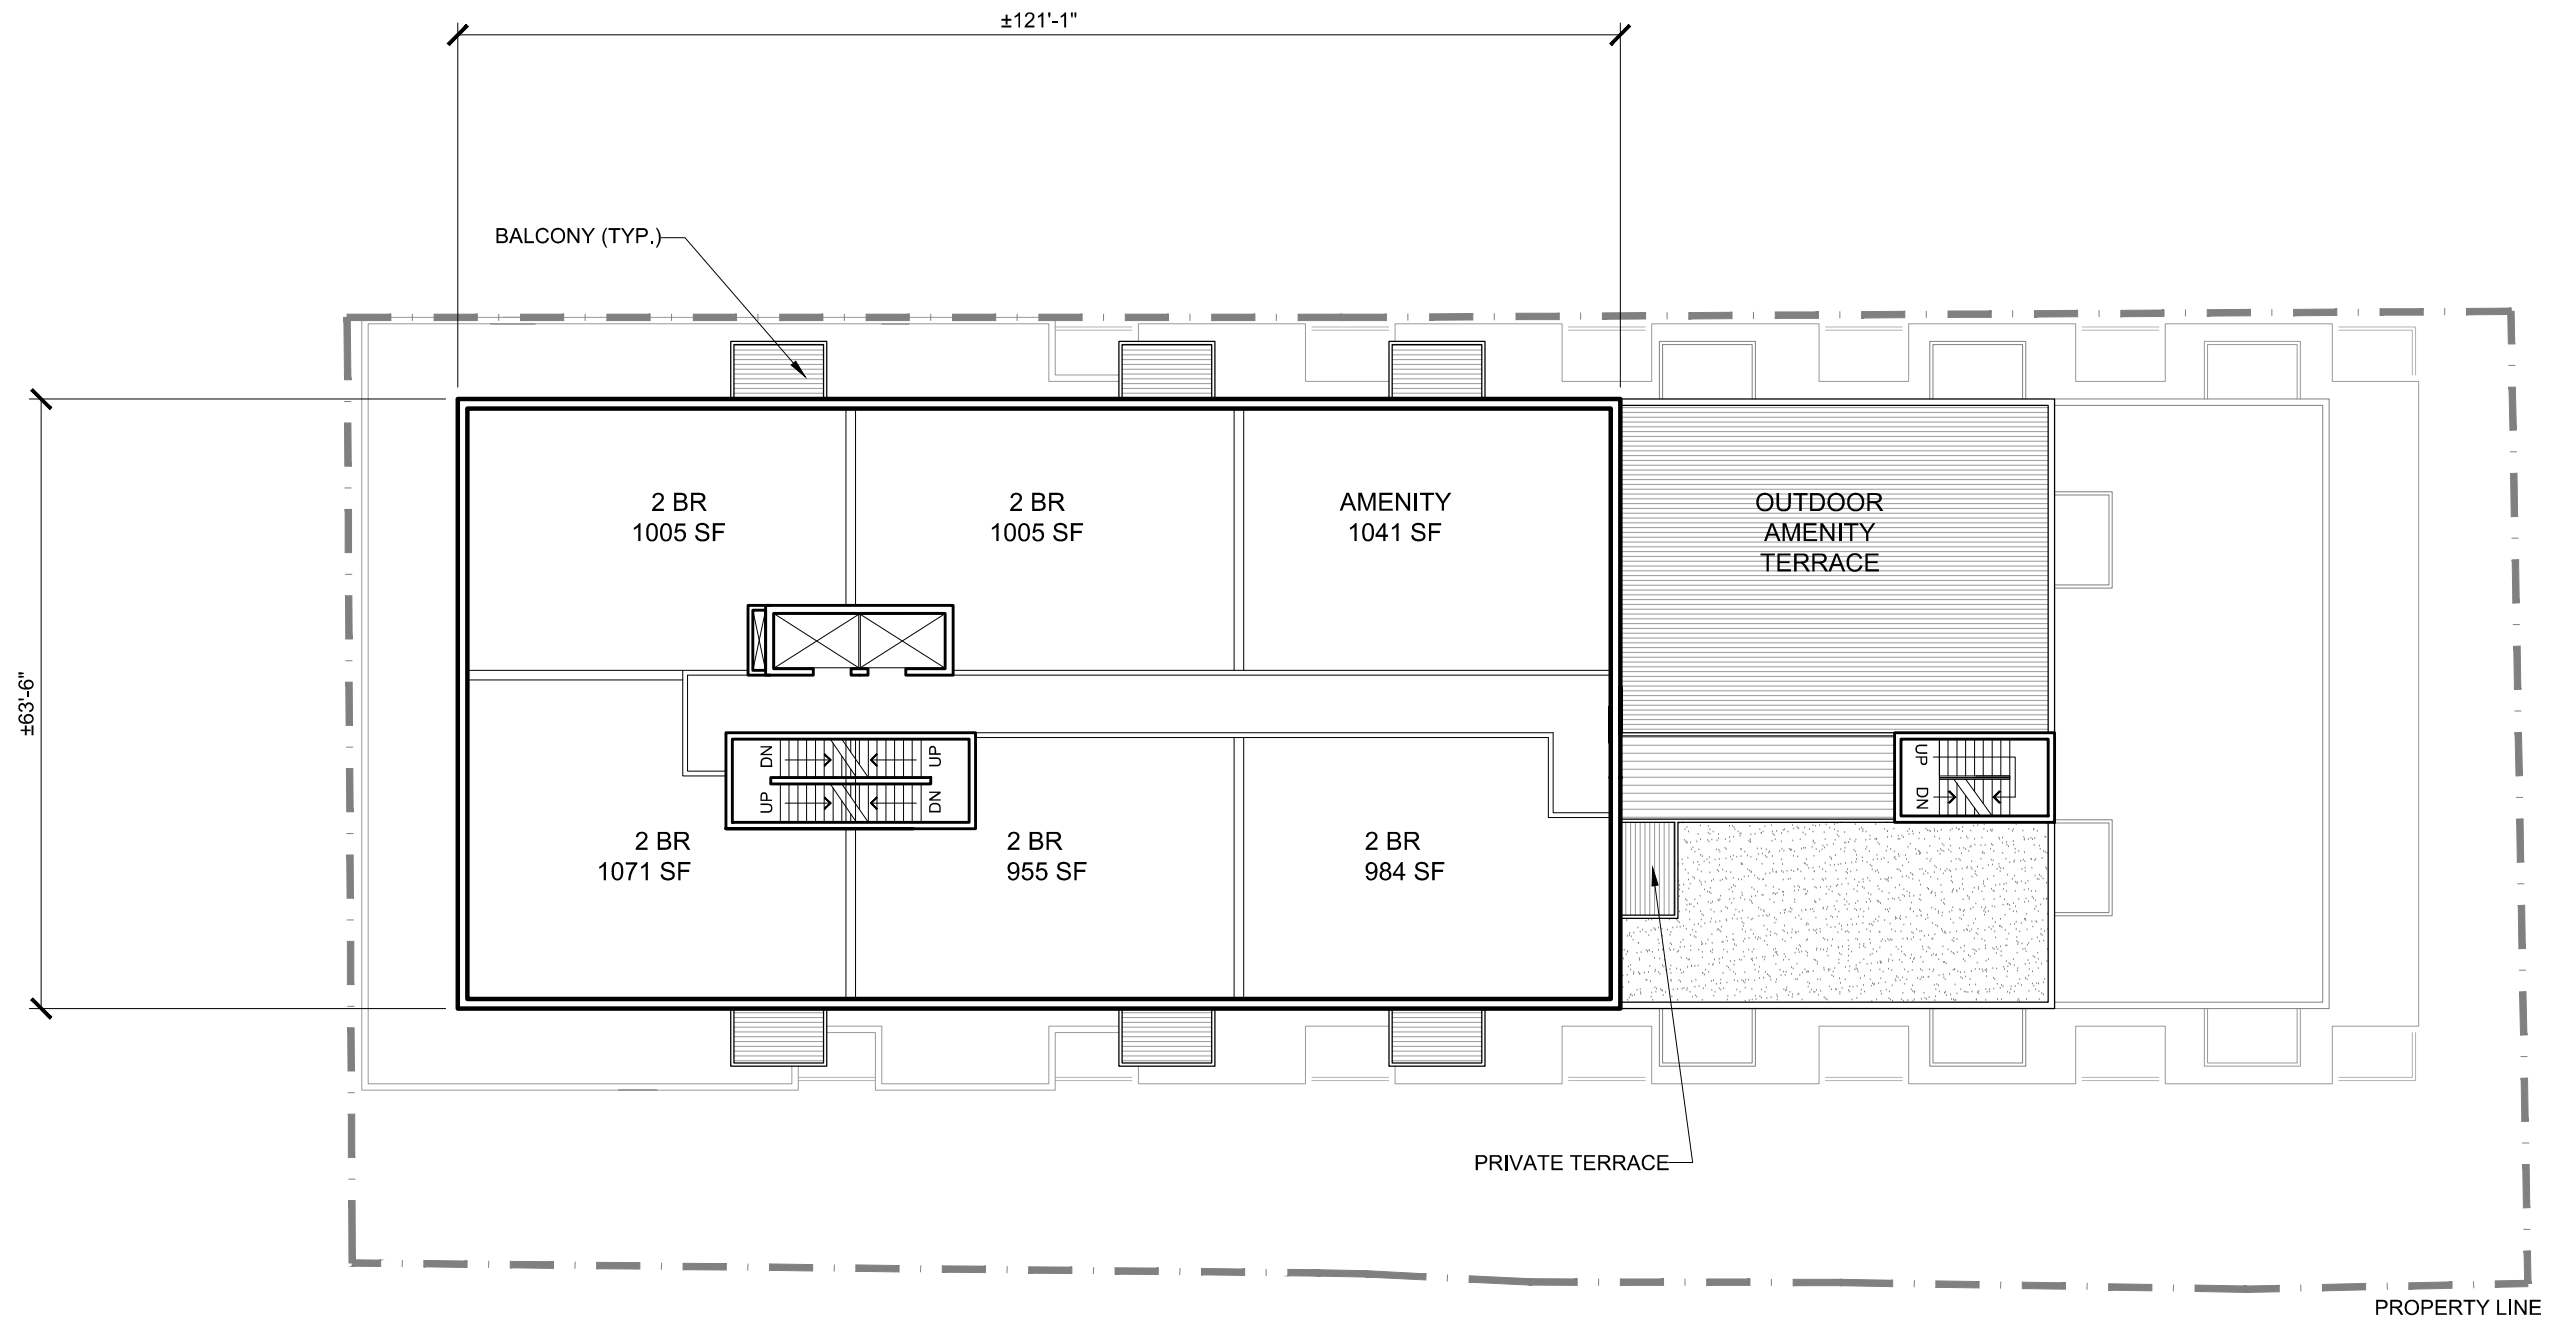 ±121'-1"
BALCONY (TYP.)
±63'-6"
2 BR
1005 SF
2 BR
1005 SF
AMENITY
1041 SF
OUTDOOR
AMENITY
TERRACE
DN
UP
UP
DN
UP
DN
2 BR
1071 SF
2 BR
955 SF
2 BR
984 SF
PRIVATE TERRACE
PROPERTY LINE